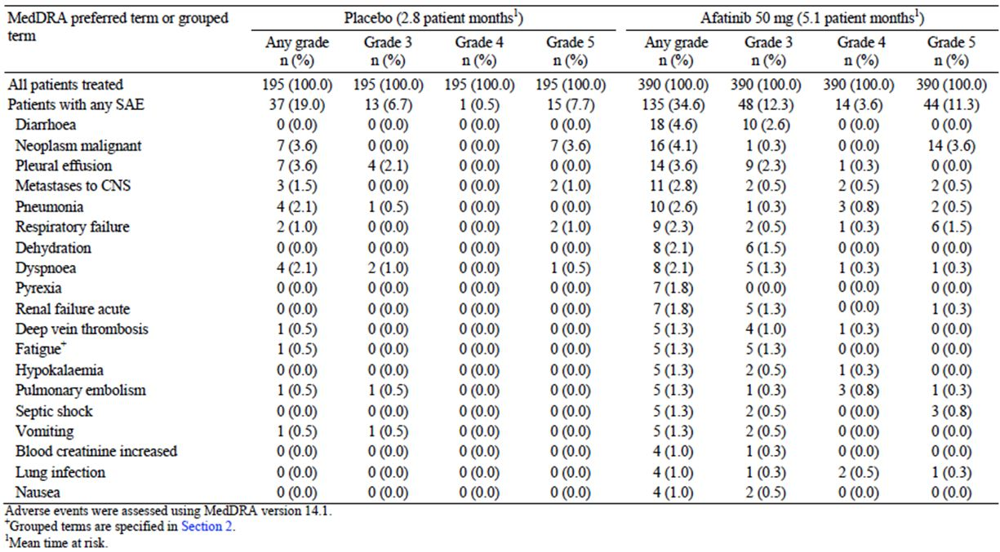 MedDRA preferred term or grouped term Placebo (2.8 patient months1) Afatinib 50 mg (5.1 patient months1)
Any grade n (%) Grade 3 n (%) Grade 4 n (%) Grade 5 n (%) Any grade n (%) Grade 3 n (%) Grade 4 n (%) Grade 5 n (%)
All patients treated 195 (100.0) 195 (100.0) 195 (100.0) 195 (100.0) 390 (100.0) 390 (100.0) 390 (100.0) 390 (100.0)
Patients with any SAE 37 (19.0) 13 (6.7) 1 (0.5) 15 (7.7) 135 (34.6) 48 (12.3) 14 (3.6) 44 (11.3)
Diarrhoea 0 (0.0) 0 (0.0) 0 (0.0) 0 (0.0) 18 (4.6) 10 (2.6) 0 (0.0) 0 (0.0)
Neoplasm malignant 7 (3.6) 0 (0.0) 0 (0.0) 7 (3.6) 16 (4.1) 1 (0.3) 0 (0.0) 14 (3.6)
Pleural effusion 7 (3.6) 4 (2.1) 0 (0.0) 0 (0.0) 14 (3.6) 9 (2.3) 1 (0.3) 0 (0.0)
Metastases to CNS 3 (1.5) 0 (0.0) 0 (0.0) 2 (1.0) 11 (2.8) 2 (0.5) 2 (0.5) 2 (0.5)
Pneumonia 4 (2.1) 1 (0.5) 0 (0.0) 0 (0.0) 10 (2.6) 1 (0.3) 3 (0.8) 2 (0.5)
Respiratory failure 2 (1.0) 0 (0.0) 0 (0.0) 2 (1.0) 9 (2.3) 2 (0.5) 1 (0.3) 6 (1.5)
Dehydration 0 (0.0) 0 (0.0) 0 (0.0) 0 (0.0) 8 (2.1) 6 (1.5) 0 (0.0) 0 (0.0)
Dyspnoea 4 (2.1) 2 (1.0) 0 (0.0) 1 (0.5) 8 (2.1) 5 (1.3) 1 (0.3) 1 (0.3)
Pyrexia 0 (0.0) 0 (0.0) 0 (0.0) 0 (0.0) 7 (1.8) 0 (0.0) 0 (0.0) 0 (0.0)
Renal failure acute 0 (0.0) 0 (0.0) 0 (0.0) 0 (0.0) 7 (1.8) 5 (1.3) 0 (0.0) 1 (0.3)
Deep vein thrombosis 1 (0.5) 0 (0.0) 0 (0.0) 0 (0.0) 5 (1.3) 4 (1.0) 1 (0.3) 0 (0.0)
Fatigue+ 1 (0.5) 0 (0.0) 0 (0.0) 0 (0.0) 5 (1.3) 5 (1.3) 0 (0.0) 0 (0.0)
Hypokalaemia 0 (0.0) 0 (0.0) 0 (0.0) 0 (0.0) 5 (1.3) 2 (0.5) 1 (0.3) 0 (0.0)
Pulmonary embolism 1 (0.5) 1 (0.5) 0 (0.0) 0 (0.0) 5 (1.3) 1 (0.3) 3 (0.8) 1 (0.3)
Septic shock 0 (0.0) 0 (0.0) 0 (0.0) 0 (0.0) 5 (1.3) 2 (0.5) 0 (0.0) 3 (0.8)
Vomiting 1 (0.5) 1 (0.5) 0 (0.0) 0 (0.0) 5 (1.3) 2 (0.5) 0 (0.0) 0 (0.0)
Blood creatinine increased 0 (0.0) 0 (0.0) 0 (0.0) 0 (0.0) 4 (1.0) 1 (0.3) 0 (0.0) 0 (0.0)
Lung infection 0 (0.0) 0 (0.0) 0 (0.0) 0 (0.0) 4 (1.0) 1 (0.3) 2 (0.5) 1 (0.3)
Nausea 0 (0.0) 0 (0.0) 0 (0.0) 0 (0.0) 4 (1.0) 2 (0.5) 0 (0.0) 0 (0.0)
Adverse events were assessed using MedDRA version 14.1.
+Grouped terms are specified in Section 2.
1Mean time at risk.